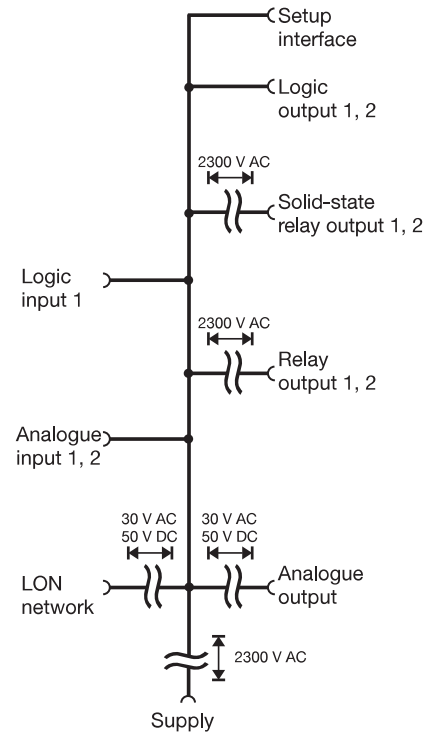 Setup
interface
Logic
output 1, 2
2300 V AC
Solid-state
relay output 1, 2
Logic
input 1
2300 V AC
Relay
output 1, 2
Analogue
input 1, 2
30 V AC
50 V DC
30 V AC
50 V DC
LON
network
Analogue
output
2300 V AC
Supply